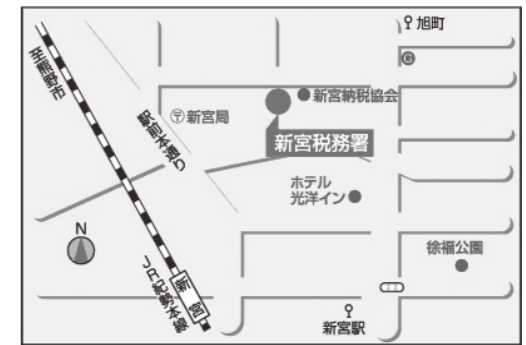 旭町
至熊野市
G
新宮納税協会
〒新宮局
駅前本通り
新宮税務署
ホテル
光洋イン
N
徐福公園
JR紀勢本線
新宮
新宮駅